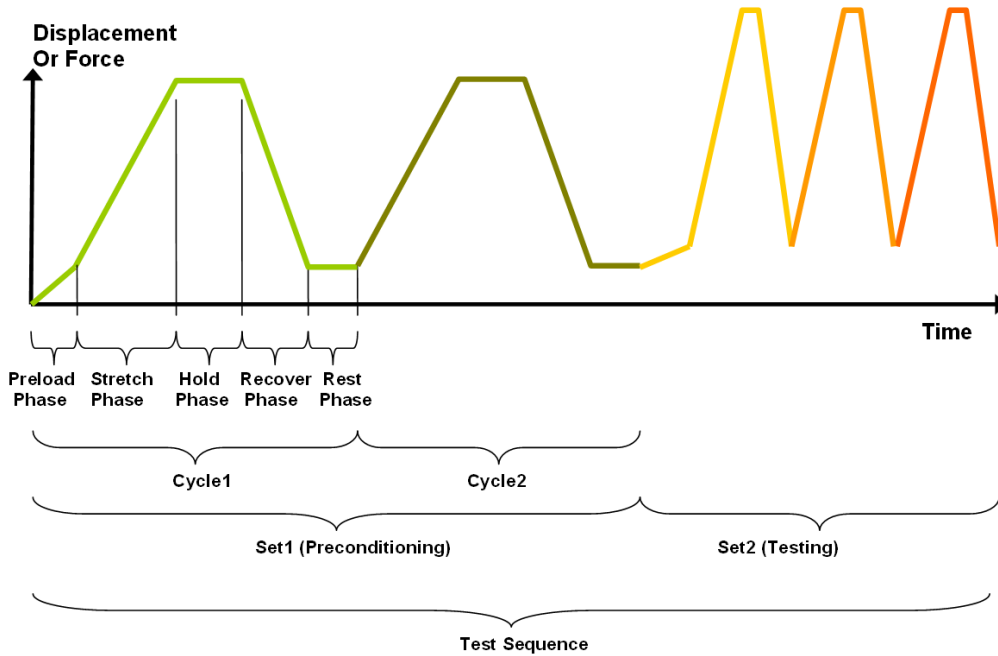 Displacement
Or Force
Time
Preload Stretch Hold Recover Rest
Phase Phase Phase Phase Phase
Cycle1 Cycle2
Set1 (Preconditioning) Set2 (Testing)
Test Sequence